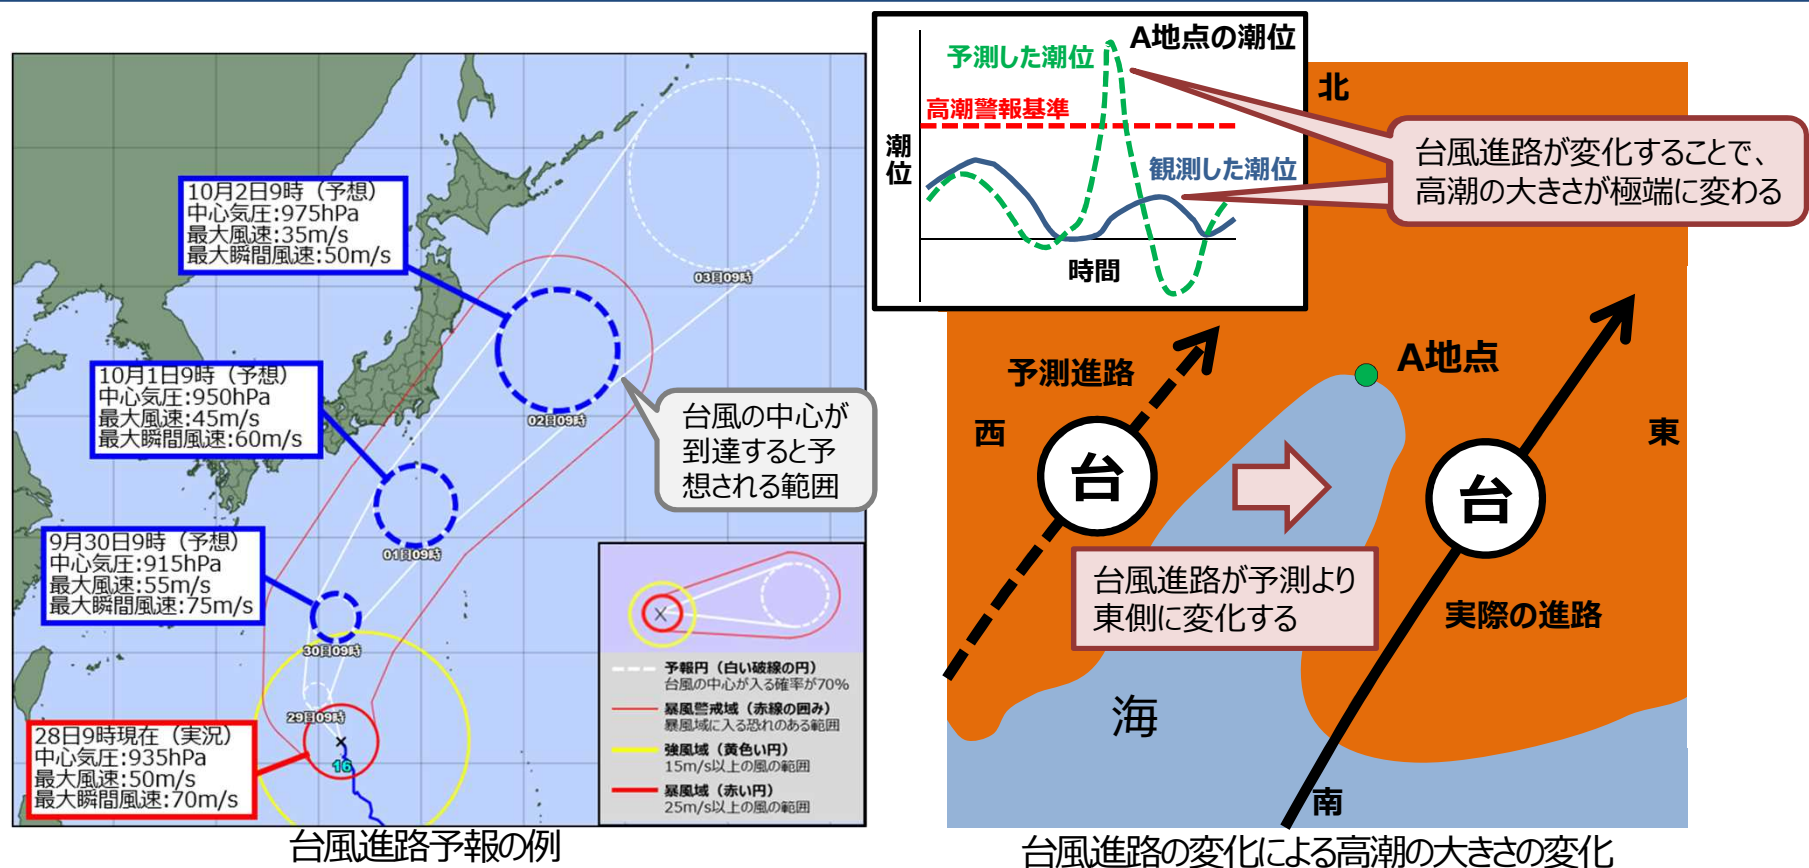 10月2日9時（予想）
中心気圧:975hPa
最大風速:35m/s
最大瞬間風速:50m/s
10月1日9時（予想）
中心気圧:950hPa
最大風速:45m/s
最大瞬間風速:60m/s
9月30日9時（予想）
中心気圧:915hPa
最大風速:55m/s
最大瞬間風速:75m/s
28日9時現在（実況）
中心気圧:935hPa
最大風速:50m/s
最大瞬間風速:70m/s
03日09時
02日09時
01日09時
30日09時
29日09時
16
台風の中心が
到達すると予
想される範囲
予報円（白い破線の円）
台風の中心が入る確率が70%
暴風警戒域（赤線の囲み）
暴風域に入る恐れのある範囲
強風域（黄色い円）
15m/s以上の風の範囲
暴風域（赤い円）
25m/s以上の風の範囲
台風進路予報の例
A地点の潮位
予測した潮位
高潮警報基準
観測した潮位
潮位
時間
台風進路が変化することで、
高潮の大きさが極端に変わる
北
予測進路
A地点
西
東
台
台
台風進路が予測より
東側に変化する
実際の進路
海
南
台風進路の変化による高潮の大きさの変化